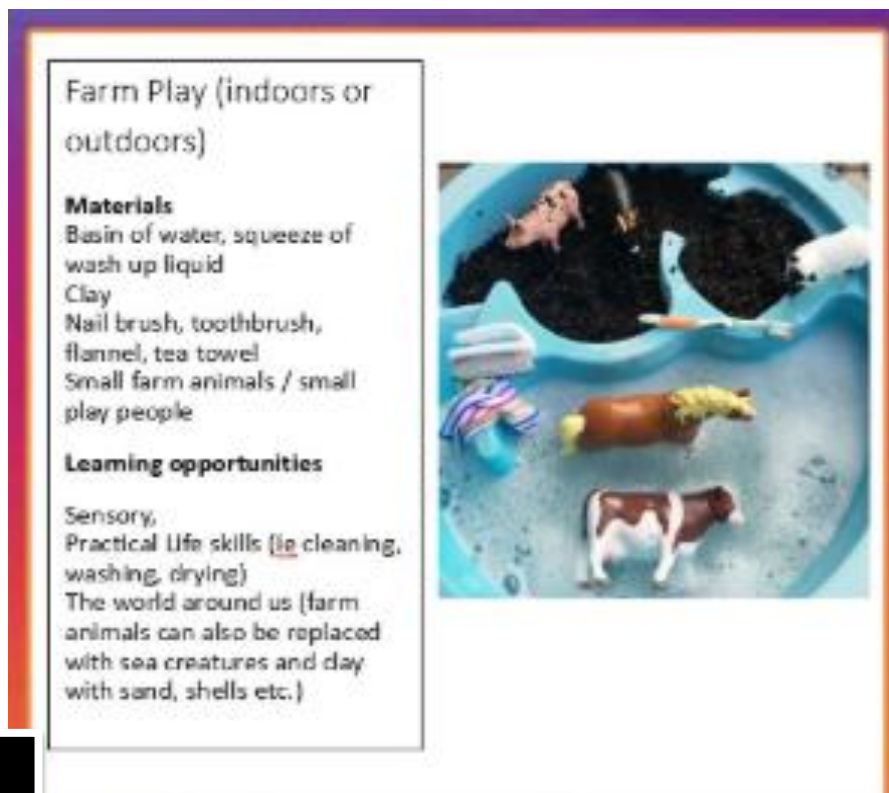 Farm Play (indoors or
outdoors)
Materials
Basin of water, squeeze of
wash up liquid
Clay
Nail brush, toothbrush,
flannel, tea towel
Small farm animals / small
play people
Learning opportunities
Sensory,
Practical Life skills (ie cleaning,
washing, drying)
The world around us (farm
animals can also be replaced
with sea creatures and clay
with sand, shells etc.)